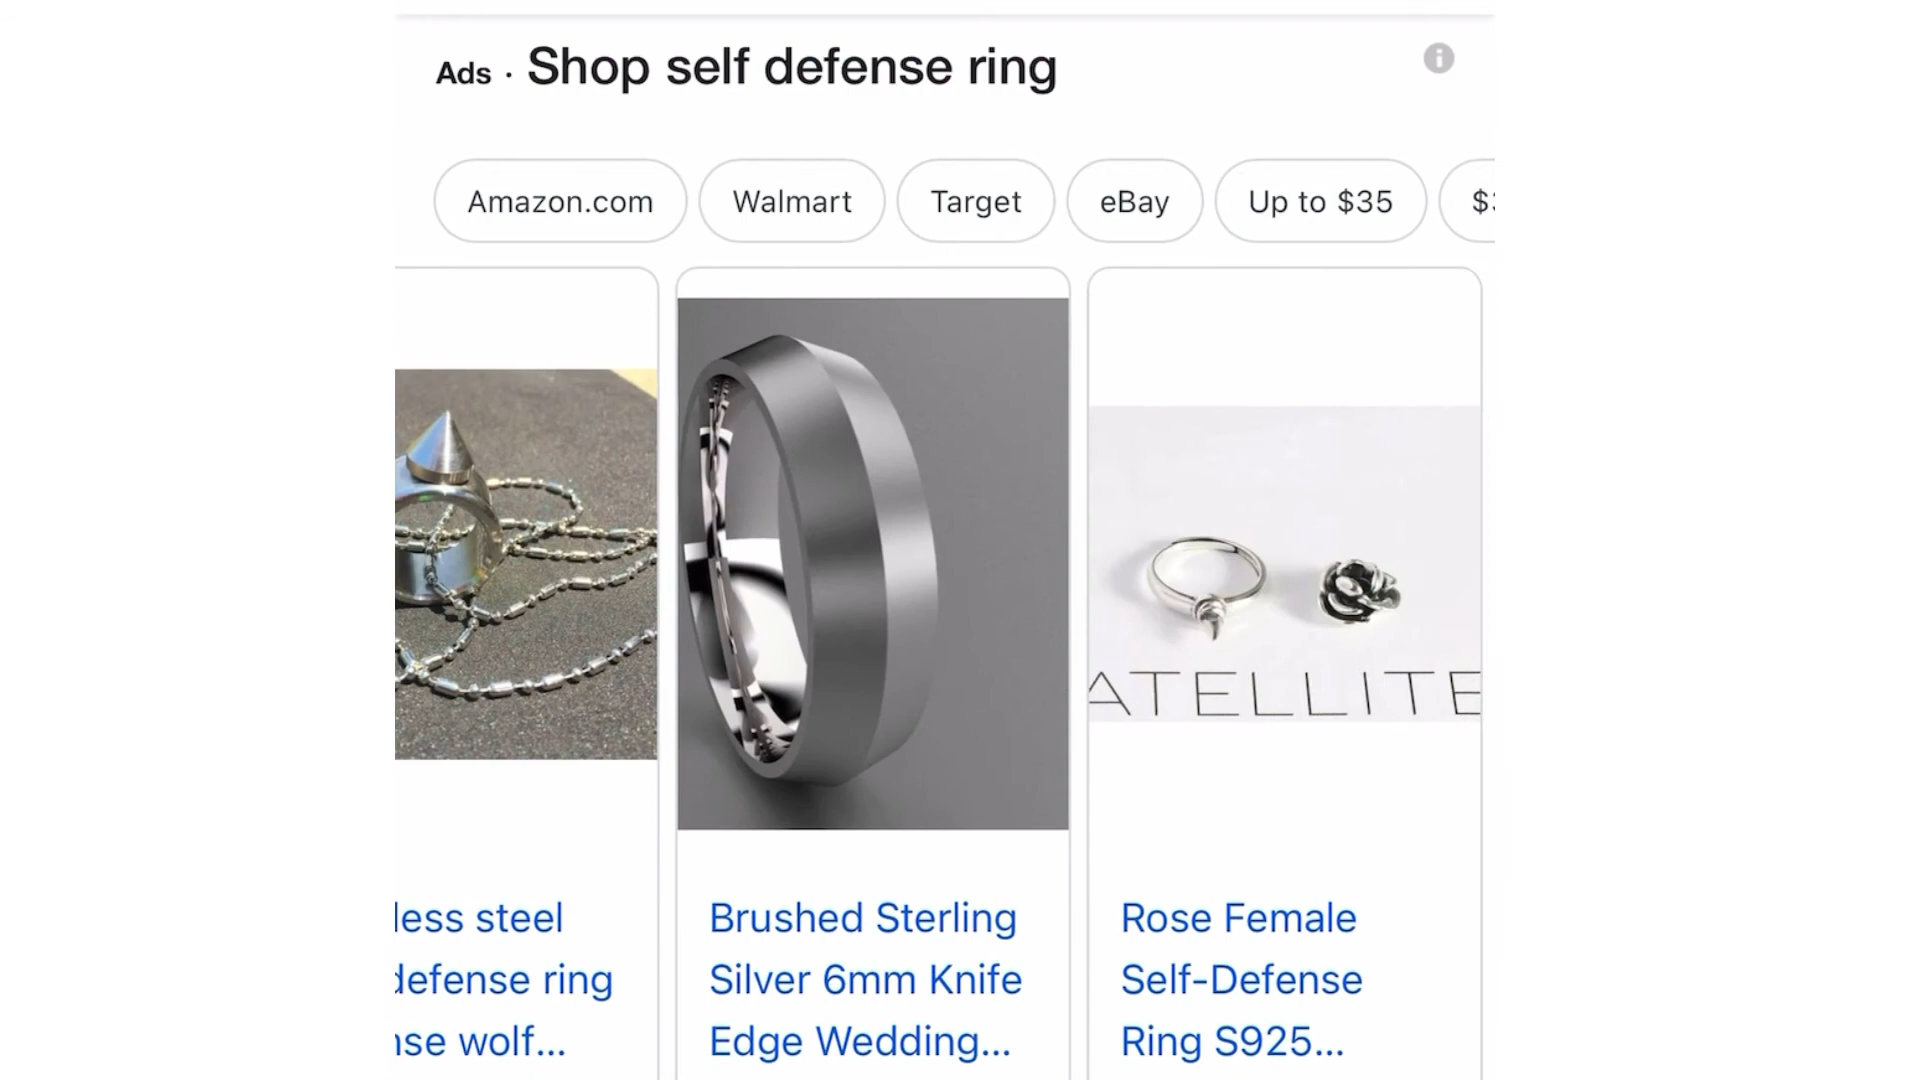 Ads · Shop self defense ring
Amazon.com
Walmart
Target
eBay
Up to $35
less steel
defense ring
nse wolf...
Brushed Sterling
Silver 6mm Knife
Edge Wedding...
ATELLITE
Rose Female
Self-Defense
Ring S925...